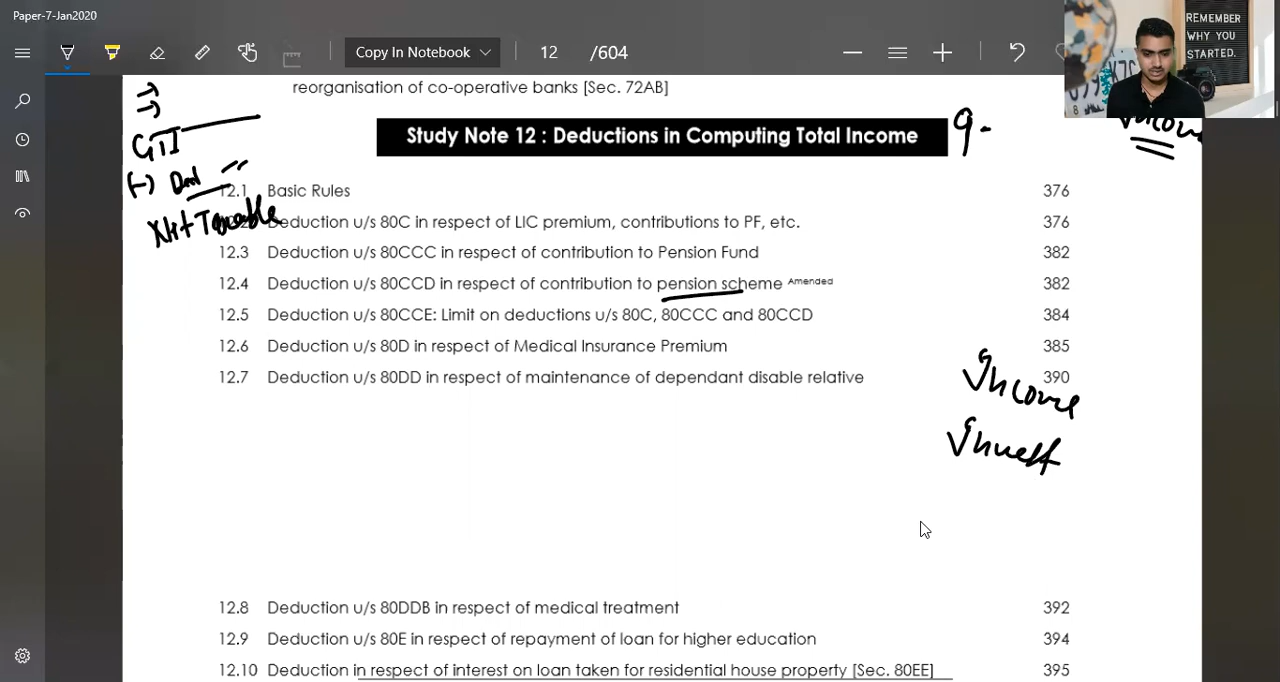 Paper-7-Jan2020
Copy In Notebook
12 /604
REMEMBER
WHY YOU
STARTED.
reorganisation of co-operative banks [Sec. 72AB]
Study Note 12 : Deductions in Computing Total Income
9-
Income
GTI
(-) Ded "
Net Taxable
12.1 Basic Rules 376
Deduction u/s 80C in respect of LIC premium, contributions to PF, etc. 376
12.3 Deduction u/s 80CCC in respect of contribution to Pension Fund 382
12.4 Deduction u/s 80CCD in respect of contribution to pension scheme Amended 382
12.5 Deduction u/s 80CCE: Limit on deductions u/s 80C, 80CCC and 80CCD 384
12.6 Deduction u/s 80D in respect of Medical Insurance Premium 385
12.7 Deduction u/s 80DD in respect of maintenance of dependant disable relative 390
Income
12.8 Deduction u/s 80DDB in respect of medical treatment 392
12.9 Deduction u/s 80E in respect of repayment of loan for higher education 394
12.10 Deduction in respect of interest on loan taken for residential house property [Sec. 80EE] 395